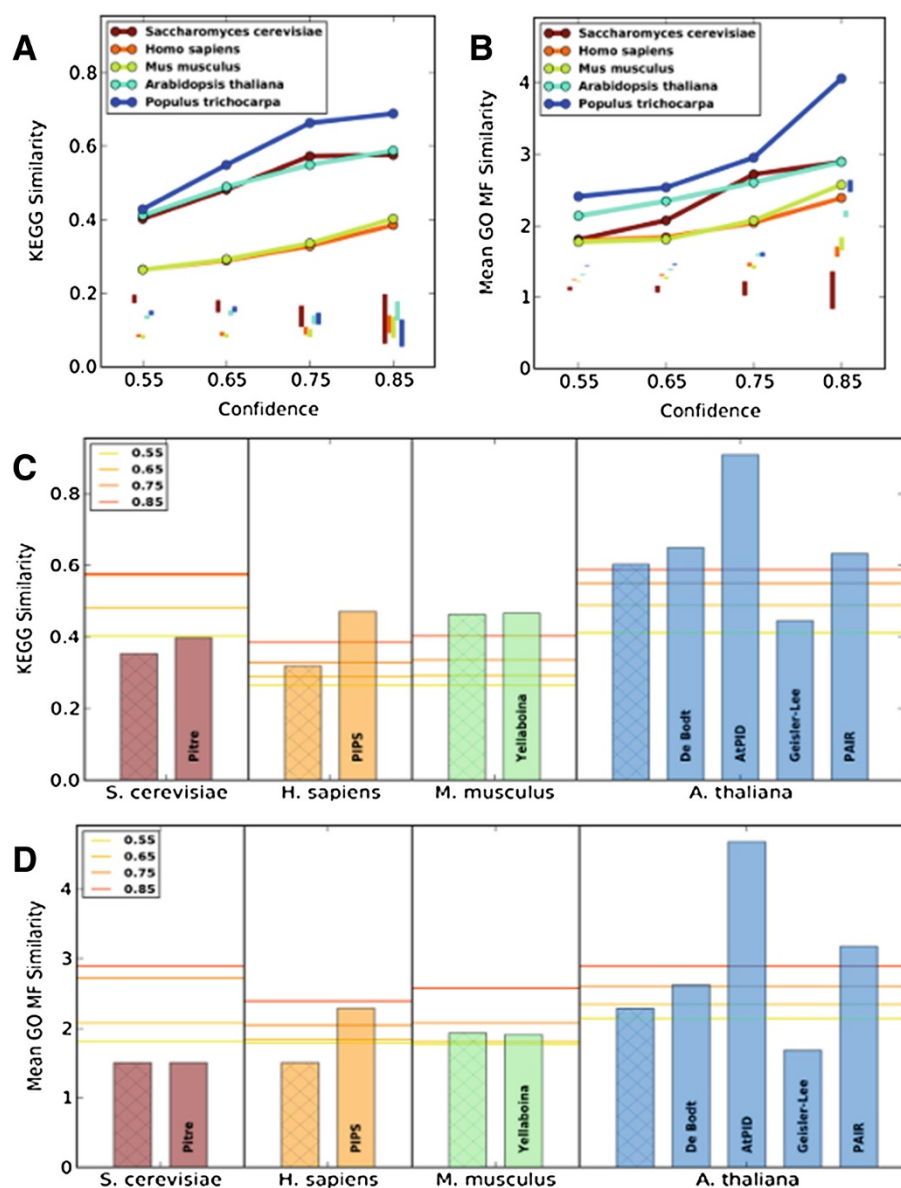 A
Saccharomyces cerevisiae
Homo sapiens
Mus musculus
Arabidopsis thaliana
Populus trichocarpa
KEGG Similarity
0.8
0.6
0.4
0.2
0.0
0.55 0.65 0.75 0.85
Confidence
B
Saccharomyces cerevisiae
Homo sapiens
Mus musculus
Arabidopsis thaliana
Populus trichocarpa
Mean GO MF Similarity
4
3
2
1
0
0.55 0.65 0.75 0.85
Confidence
C
0.55
0.65
0.75
0.85
KEGG Similarity
0.8
0.6
0.4
0.2
0.0
Pitre
PIPS
Yellaboina
De Bodt
AtPID
Geisler-Lee
PAIR
S. cerevisiae H. sapiens M. musculus A. thaliana
D
0.55
0.65
0.75
0.85
Mean GO MF Similarity
4
3
2
1
0
Pitre
PIPS
Yellaboina
De Bodt
AtPID
Geisler-Lee
PAIR
S. cerevisiae H. sapiens M. musculus A. thaliana